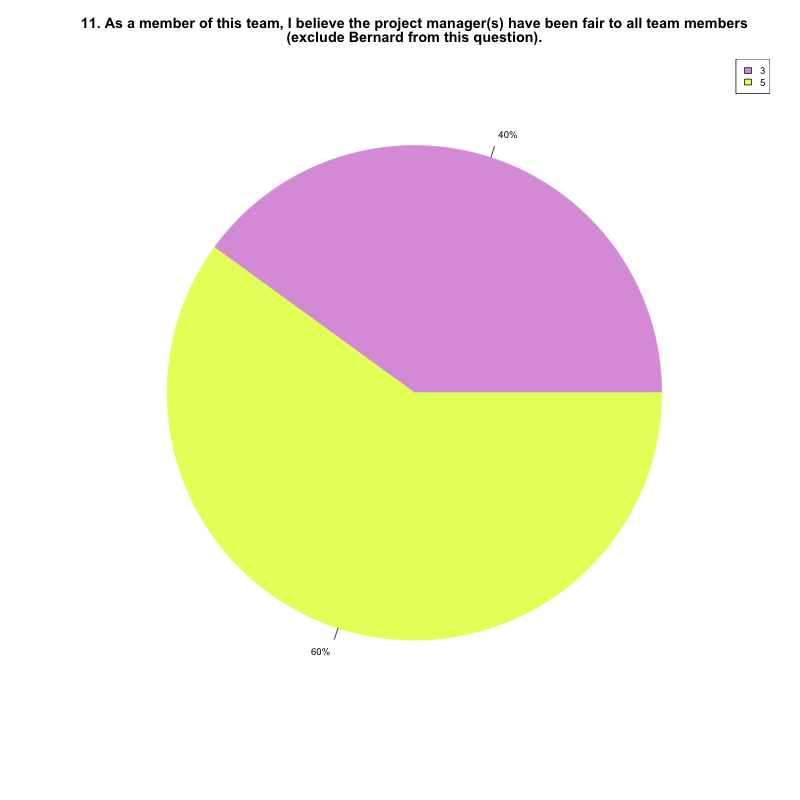 11. As a member of this team, I believe the project manager(s) have been fair to all team members
(exclude Bernard from this question).
3
5
40%
60%